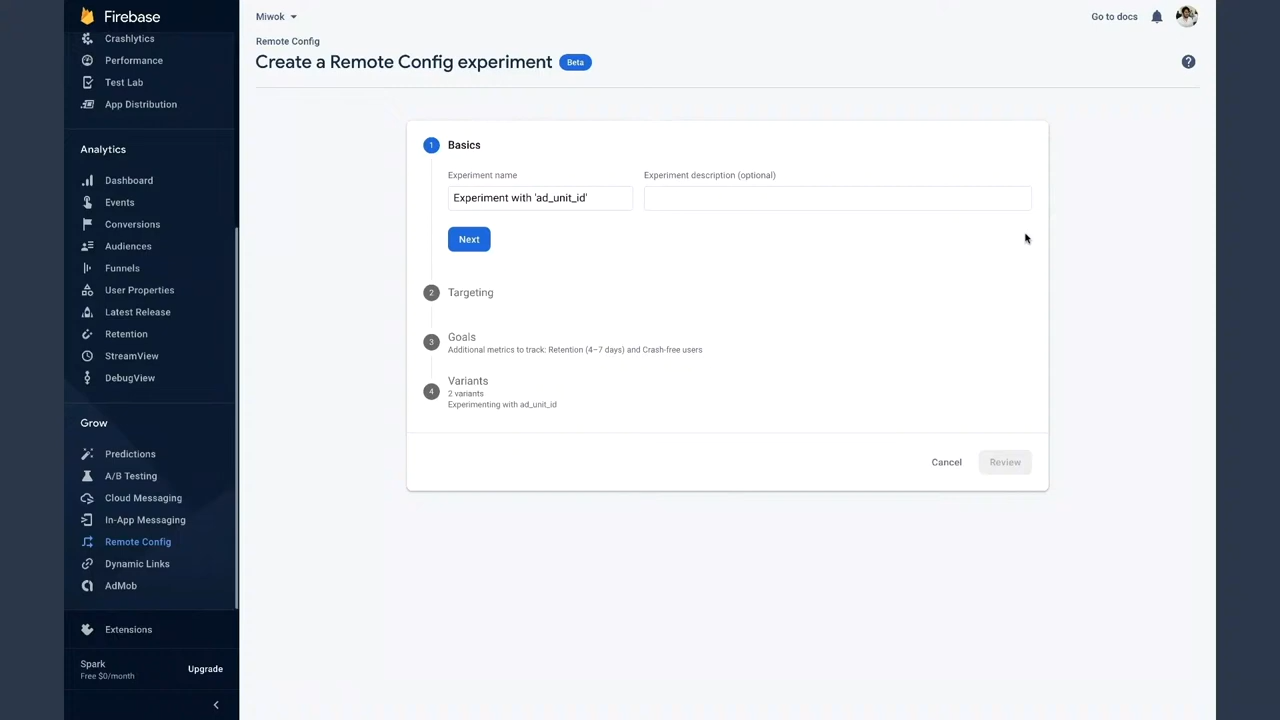 Firebase
Crashlytics
Performance
Test Lab
App Distribution
Analytics
Dashboard
Events
Conversions
Audiences
Funnels
User Properties
Latest Release
Retention
StreamView
DebugView
Grow
Predictions
A/B Testing
Cloud Messaging
In-App Messaging
Remote Config
Dynamic Links
AdMob
Extensions
Spark
Free $0/month
Upgrade
Miwok
Go to docs
Remote Config
Create a Remote Config experiment Beta
1 Basics
Experiment name Experiment description (optional)
Experiment with 'ad_unit_id'
Next
2 Targeting
3 Goals
Additional metrics to track: Retention (4–7 days) and Crash-free users
4 Variants
2 variants
Experimenting with ad_unit_id
Cancel Review